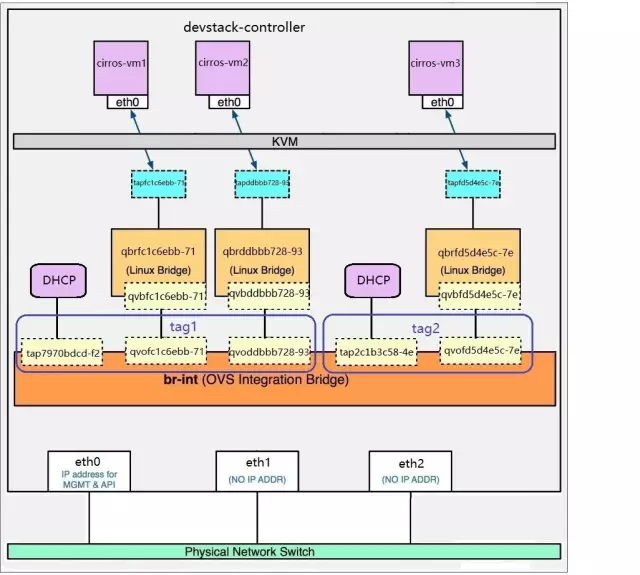 devstack-controller
cirros-vm1
cirros-vm2
cirros-vm3
eth0
eth0
eth0
KVM
tapfc1c6ebb-71
tapddbbb728-93
tapfd5d4e5c-7e
qbrfc1c6ebb-71
(Linux Bridge)
qbrddbbb728-93
(Linux Bridge)
qbrfd5d4e5c-7e
(Linux Bridge)
DHCP
DHCP
qvbfc1c6ebb-71
qvbddbbb728-93
qvbfd5d4e5c-7e
tag1
tag2
tap7970bdcd-f2
qvofc1c6ebb-71
qvoddbbb728-93
tap2c1b3c58-4e
qvofd5d4e5c-7e
br-int (OVS Integration Bridge)
eth0
IP address for
MGMT & API
eth1
(NO IP ADDR)
eth2
(NO IP ADDR)
Physical Network Switch